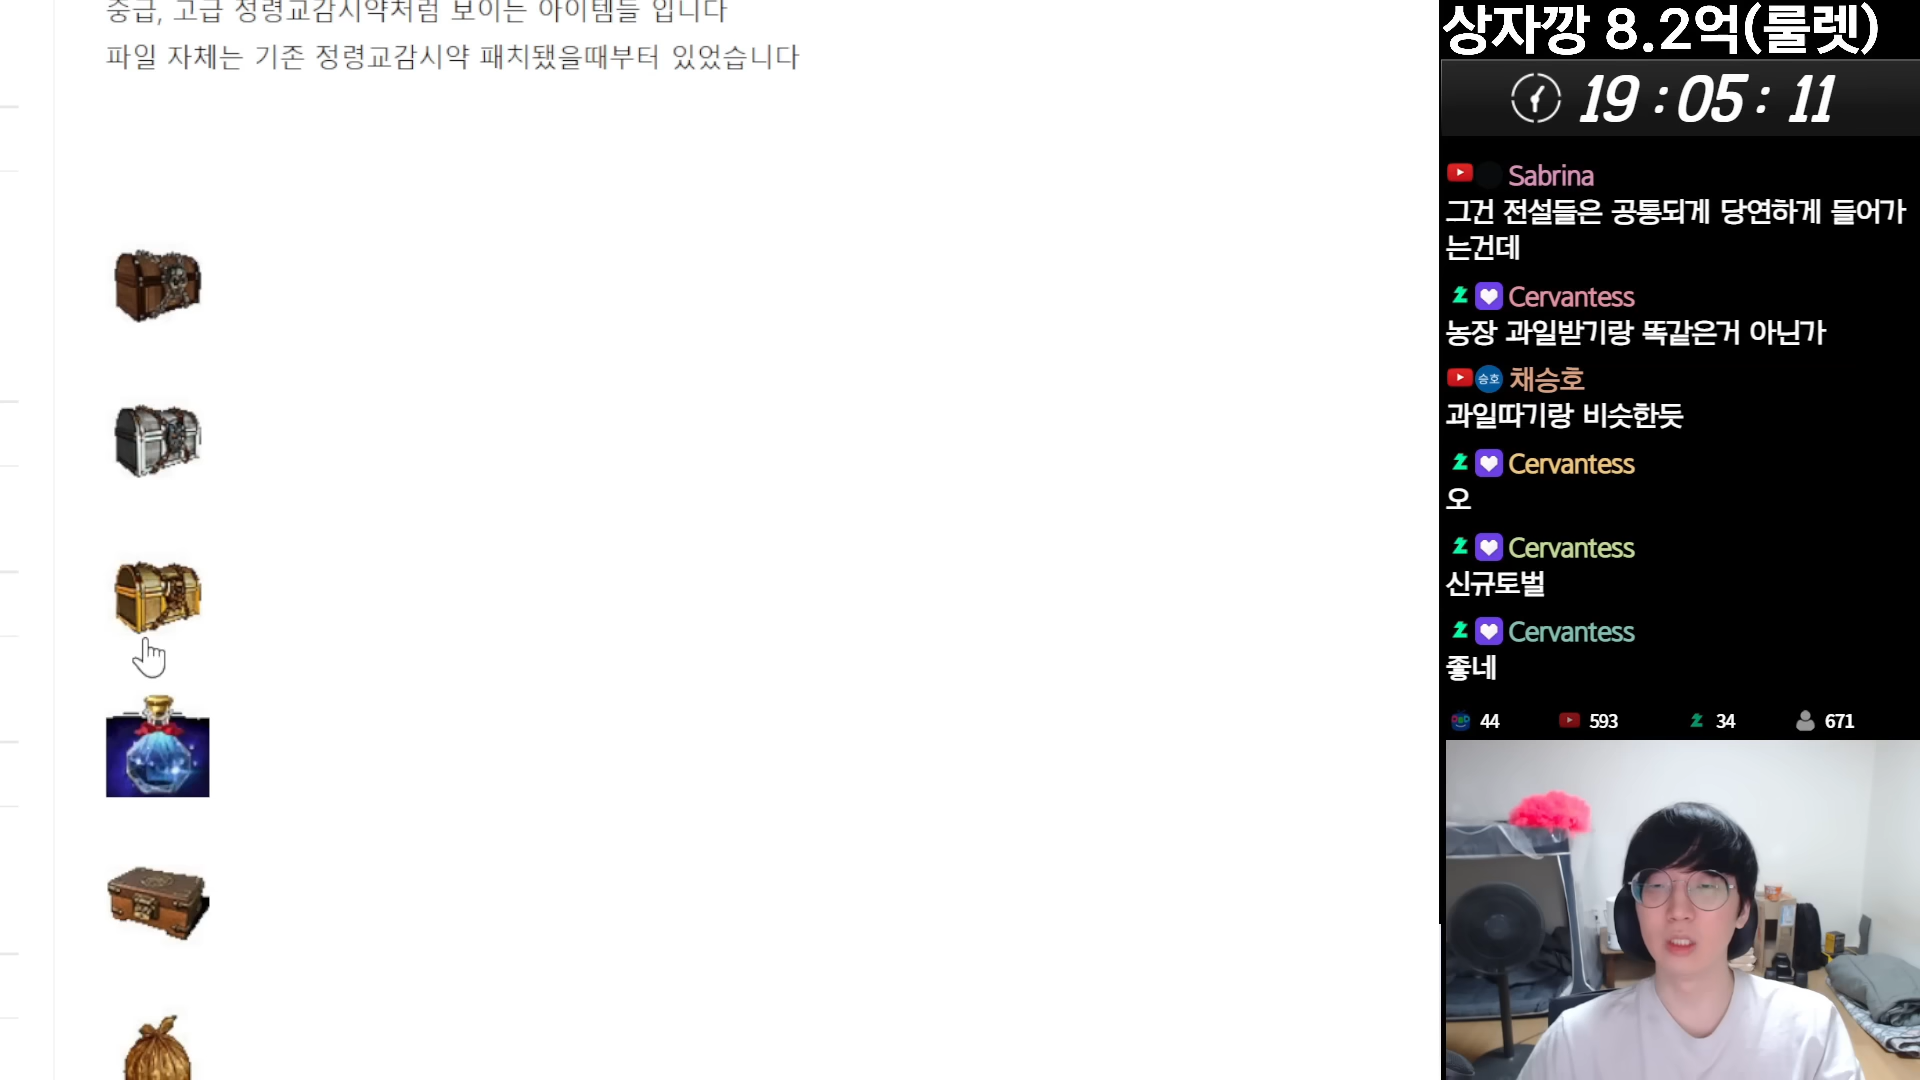 중급, 고급 정령교감시약처럼 보이는 아이템들 입니다
파일 자체는 기존 정령교감시약 패치됐을때부터 있었습니다
상자깡 8.2억(룰렛)
19:05:11
Sabrina
그건 전설들은 공통되게 당연하게 들어가
는건데
Cervantess
농장 과일받기랑 똑같은거 아닌가
승호 채승호
과일따기랑 비슷한듯
Cervantess
오
Cervantess
신규토벌
Cervantess
좋네
44 593 34 671